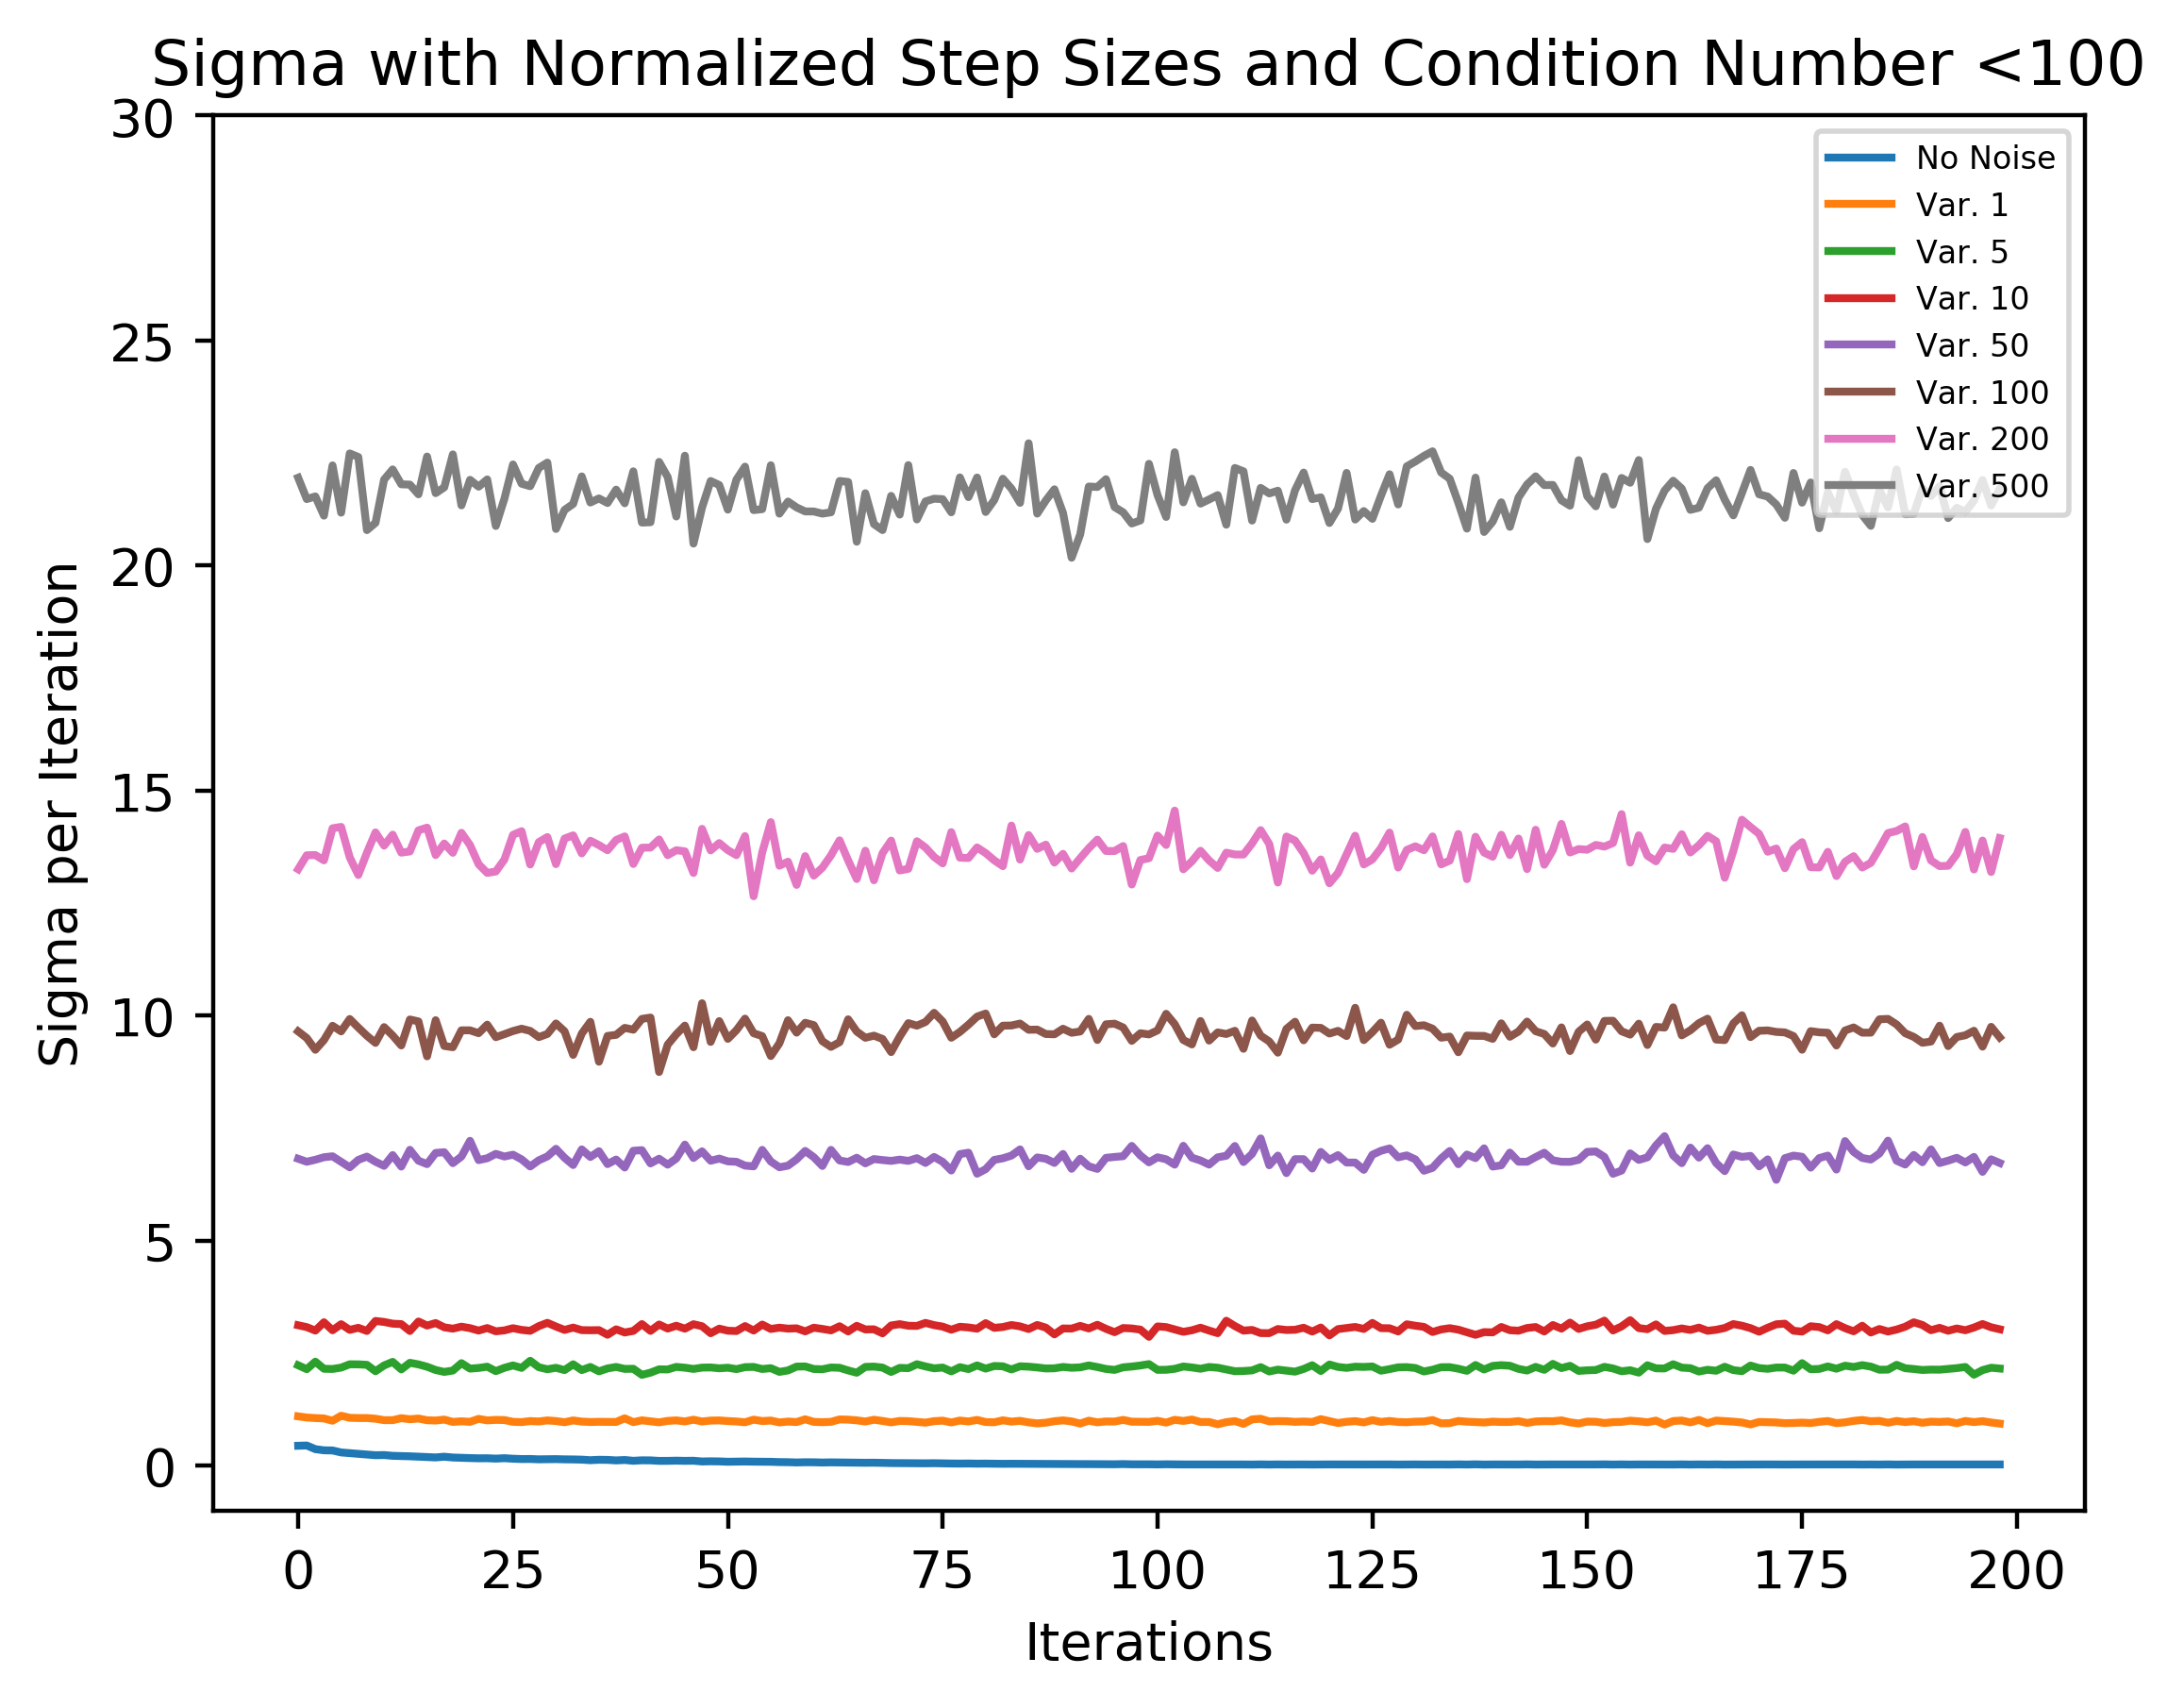 Sigma with Normalized Step Sizes and Condition Number <100
30
25
20
15
10
5
0
Sigma per Iteration
No Noise
Var. 1
Var. 5
Var. 10
Var. 50
Var. 100
Var. 200
Var. 500
0 25 50 75 100 125 150 175 200
Iterations